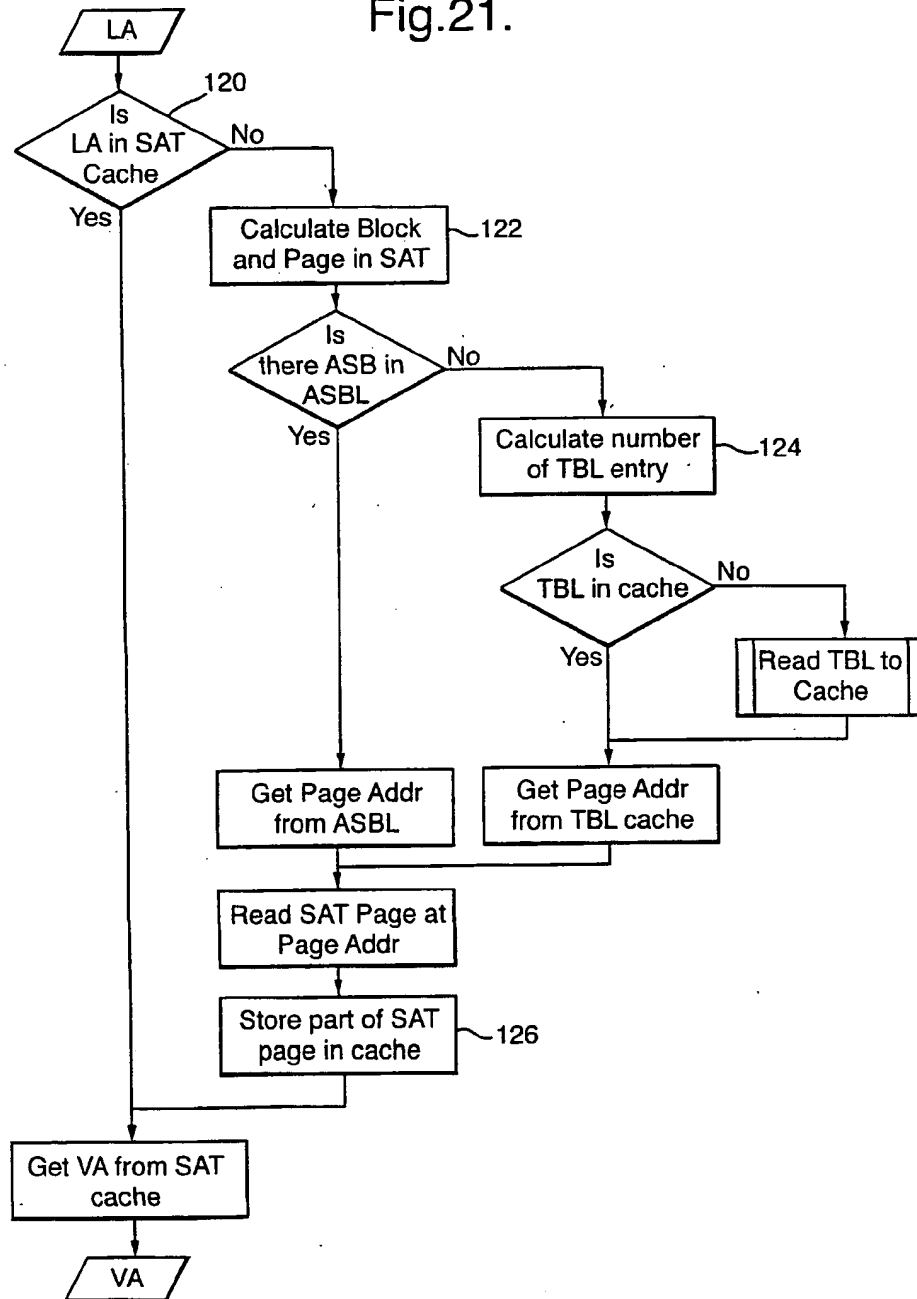 Fig.21.
LA
120
Is
LA in SAT
Cache
No
Yes
Calculate Block
and Page in SAT
122
Is
there ASB in
ASBL
No
Yes
Calculate number
of TBL entry
124
Is
TBL in cache
No
Yes
Read TBL to
Cache
Get Page Addr
from ASBL
Get Page Addr
from TBL cache
Read SAT Page at
Page Addr
Store part of SAT
page in cache
126
Get VA from SAT
cache
VA